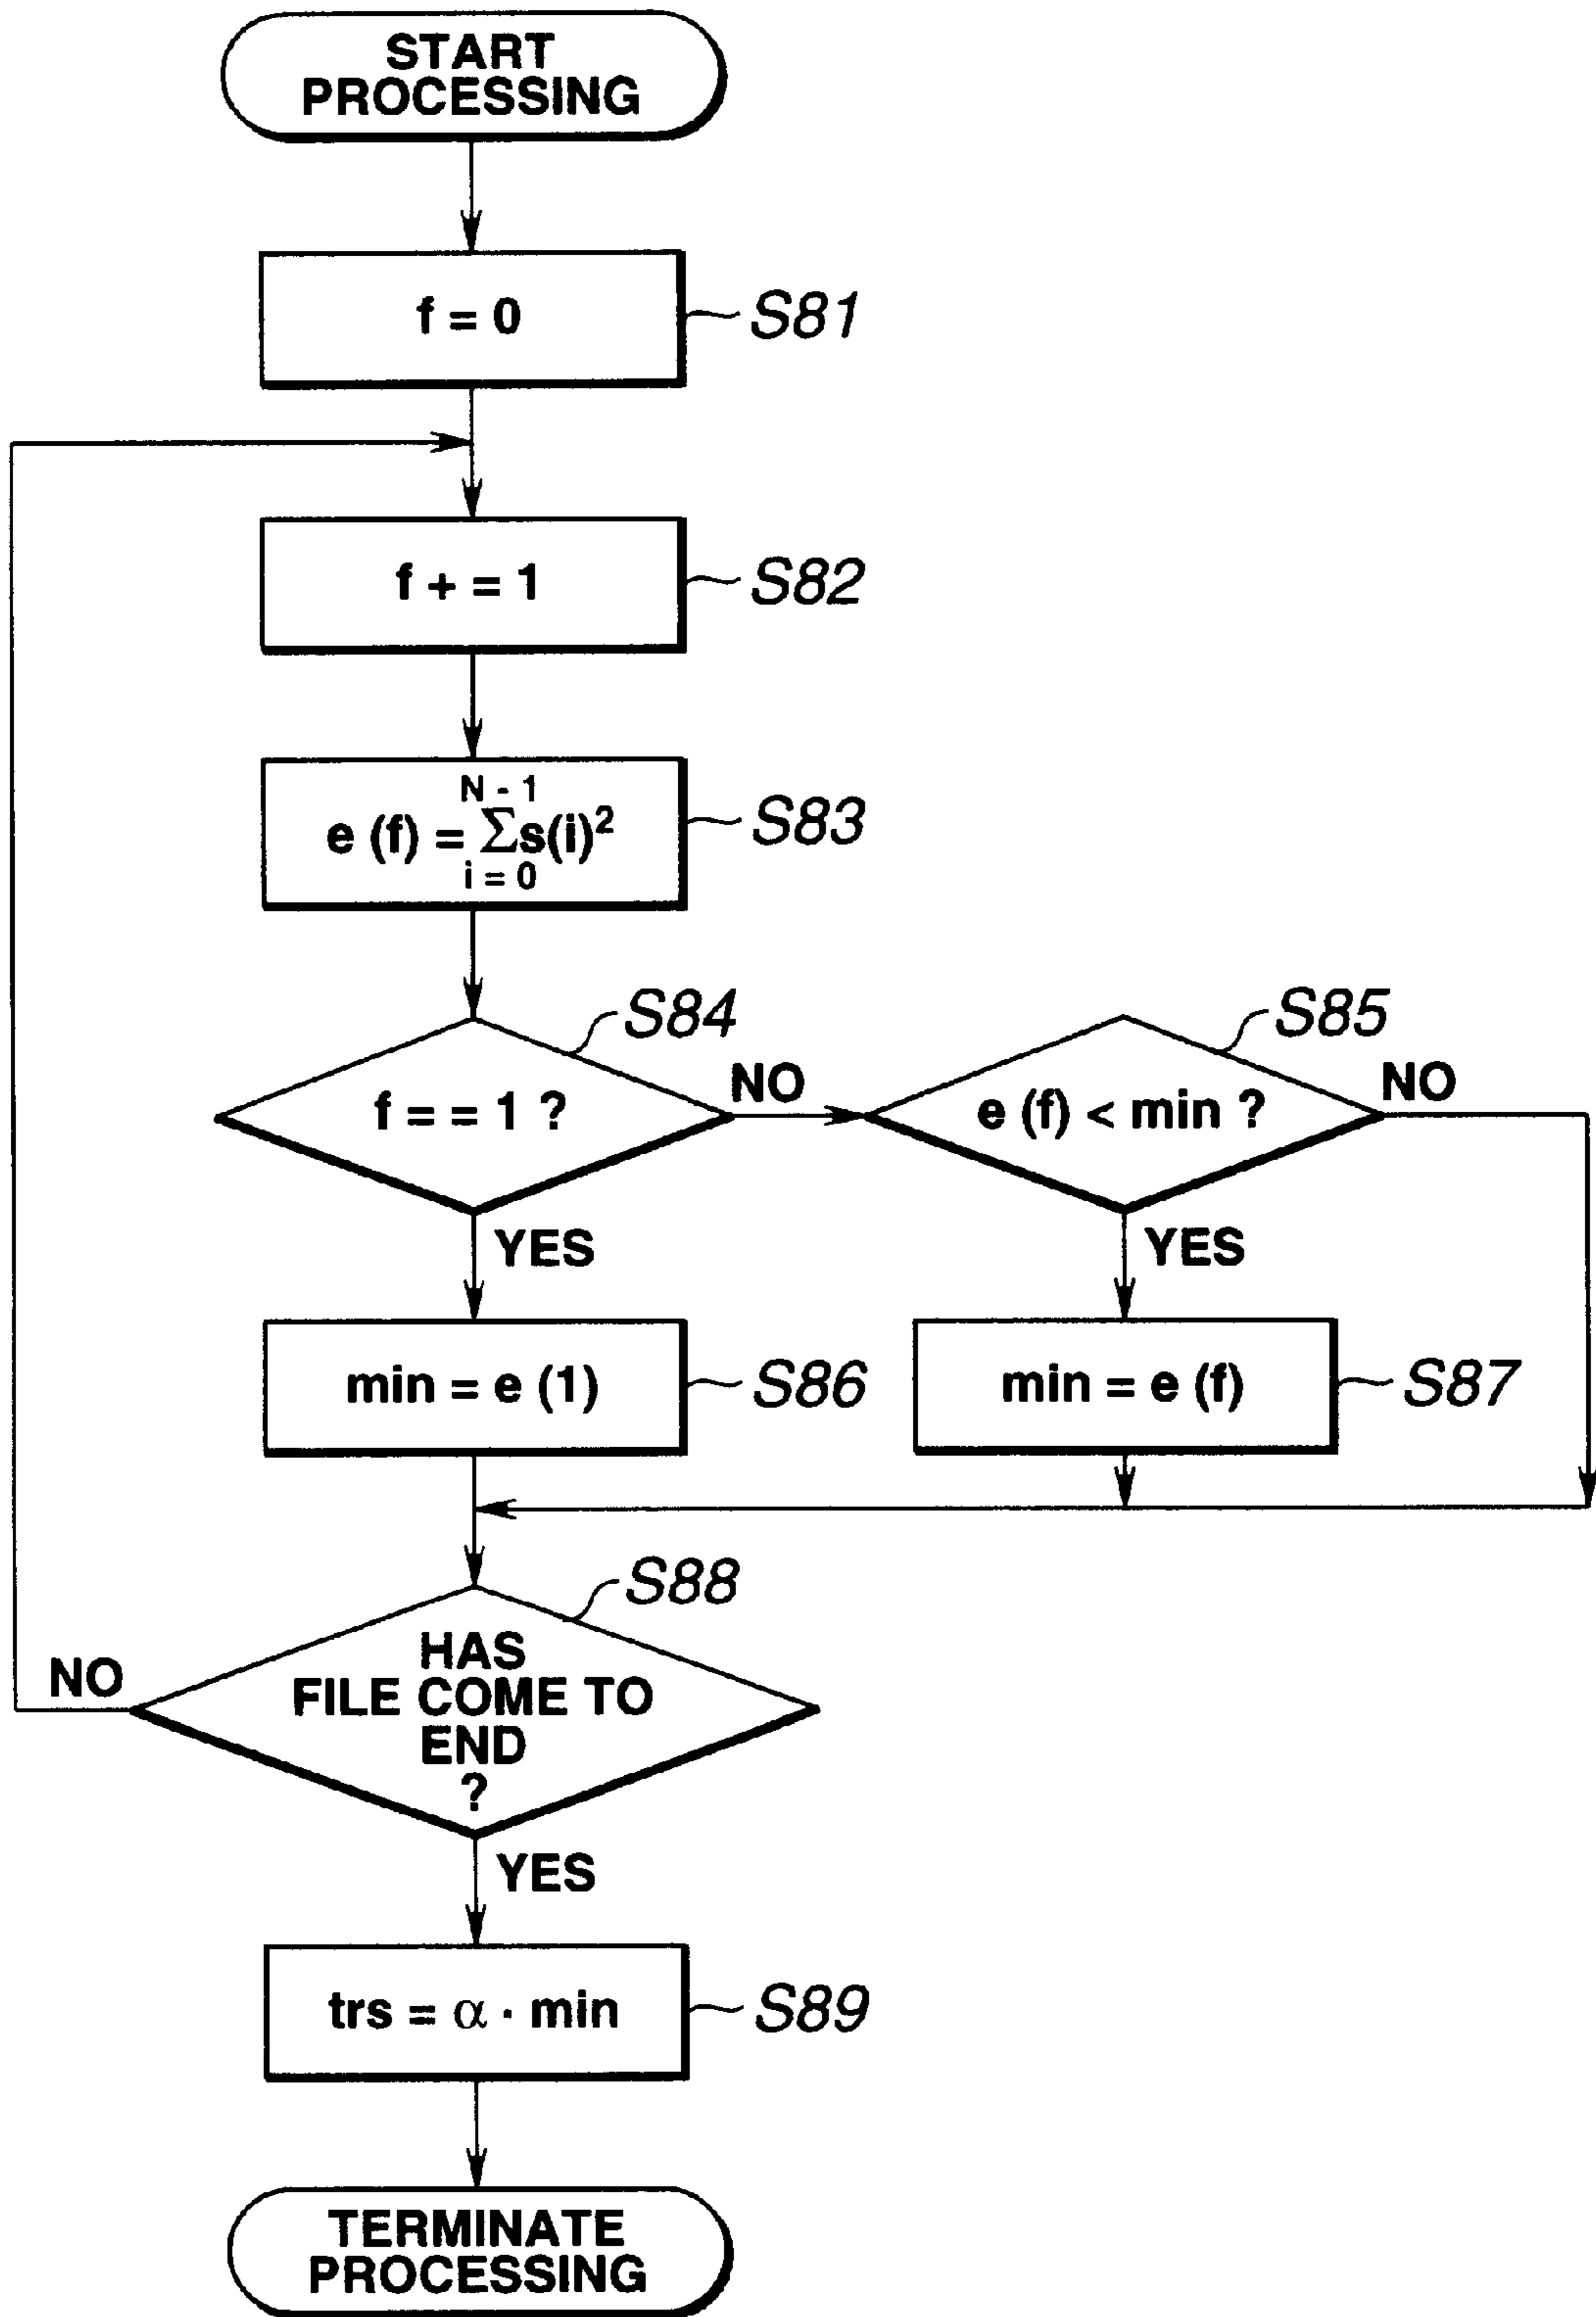 START
PROCESSING
f = 0
S81
f + = 1
S82
N - 1
e (f) = Σs(i)²
i = 0
S83
S84
f = = 1 ?
NO
YES
S85
e (f) < min ?
NO
YES
min = e (1)
S86
min = e (f)
S87
S88
HAS
FILE COME TO
END
?
NO
YES
trs = α · min
S89
TERMINATE
PROCESSING